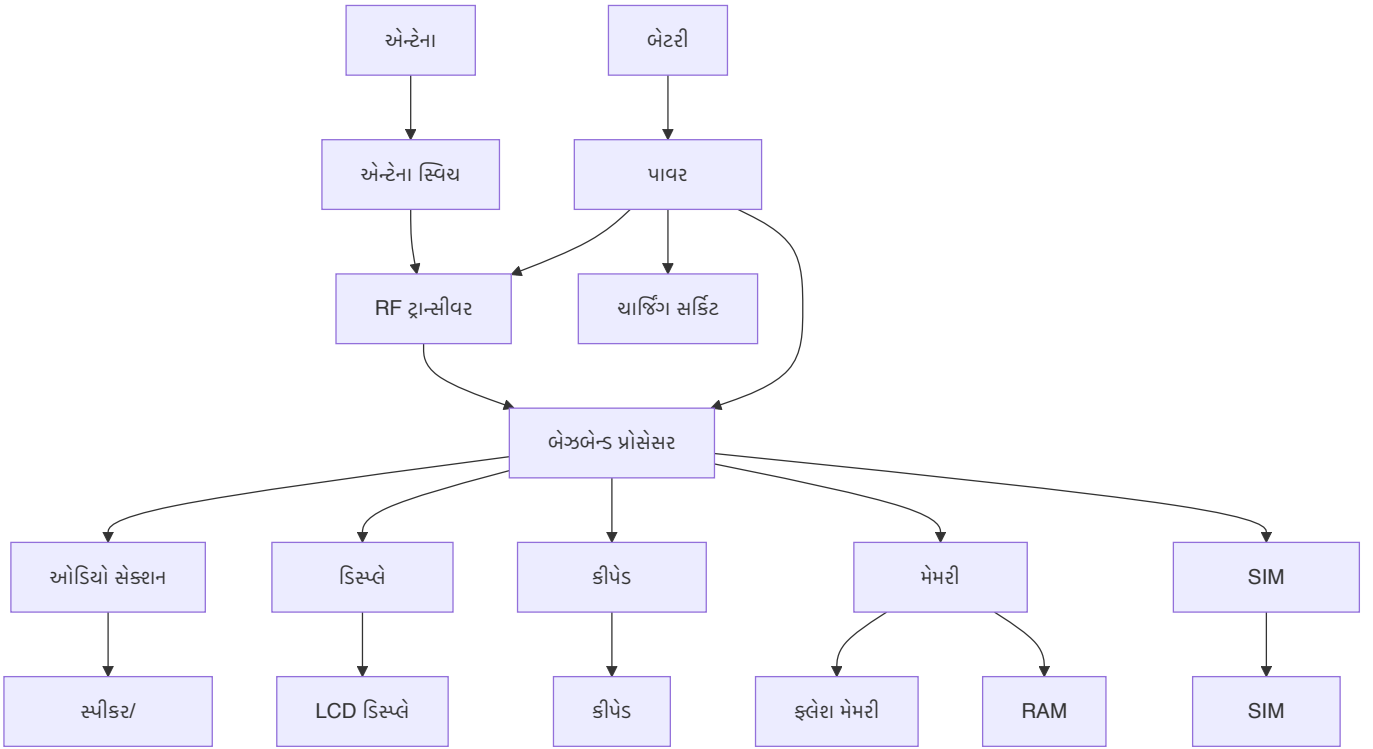 એન્ટેના
બેટરી
એન્ટેના સ્વિચ
પાવર
RF ટ્રાન્સીવર
ચાર્જિંગ સર્કિટ
બેઝબેન્ડ પ્રોસેસર
ઓડિયો સેક્શન
ડિસ્પ્લે
કીપેડ
મેમરી
SIM
સ્પીકર/
LCD ડિસ્પ્લે
કીપેડ
ફ્લેશ મેમરી
RAM
SIM